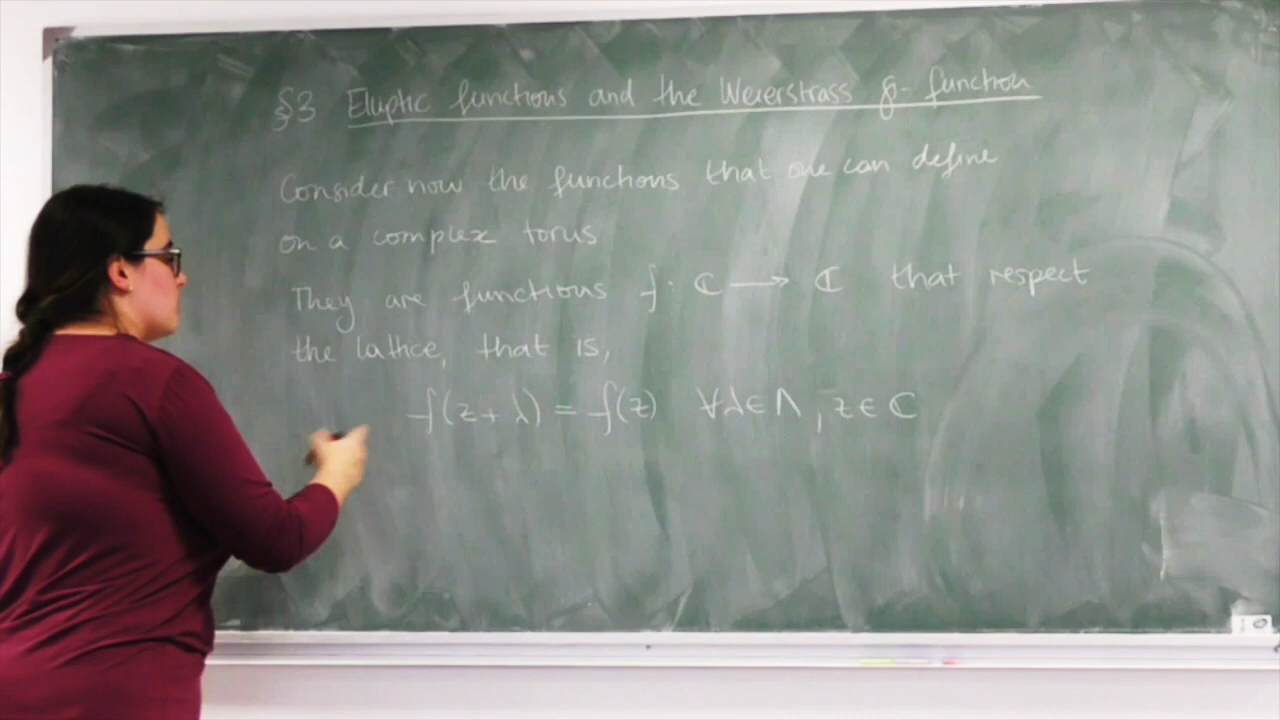 §3 Elliptic functions and the Weierstrass ℘-function
Consider now the functions that one can define
on a complex torus
They are functions f: ℂ → ℂ that respect
the lattice, that is,
f(z+λ) = f(z) ∀λ∈Λ, z∈ℂ